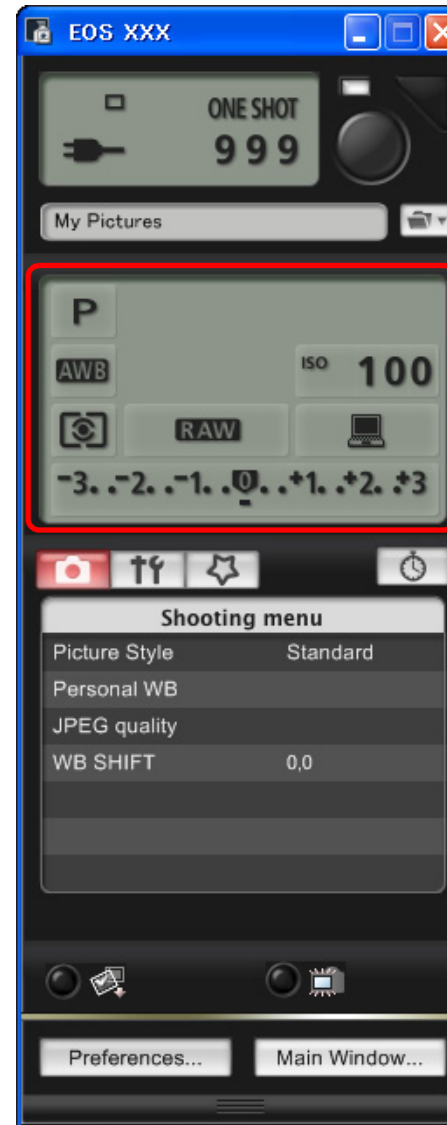 EOS XXX
ONE SHOT
999
My Pictures
P
AWB
ISO 100
RAW
-3. .-2. .-1. .0. .+1. .+2. .+3
Shooting menu
Picture Style Standard
Personal WB
JPEG quality
WB SHIFT 0,0
Preferences... Main Window...